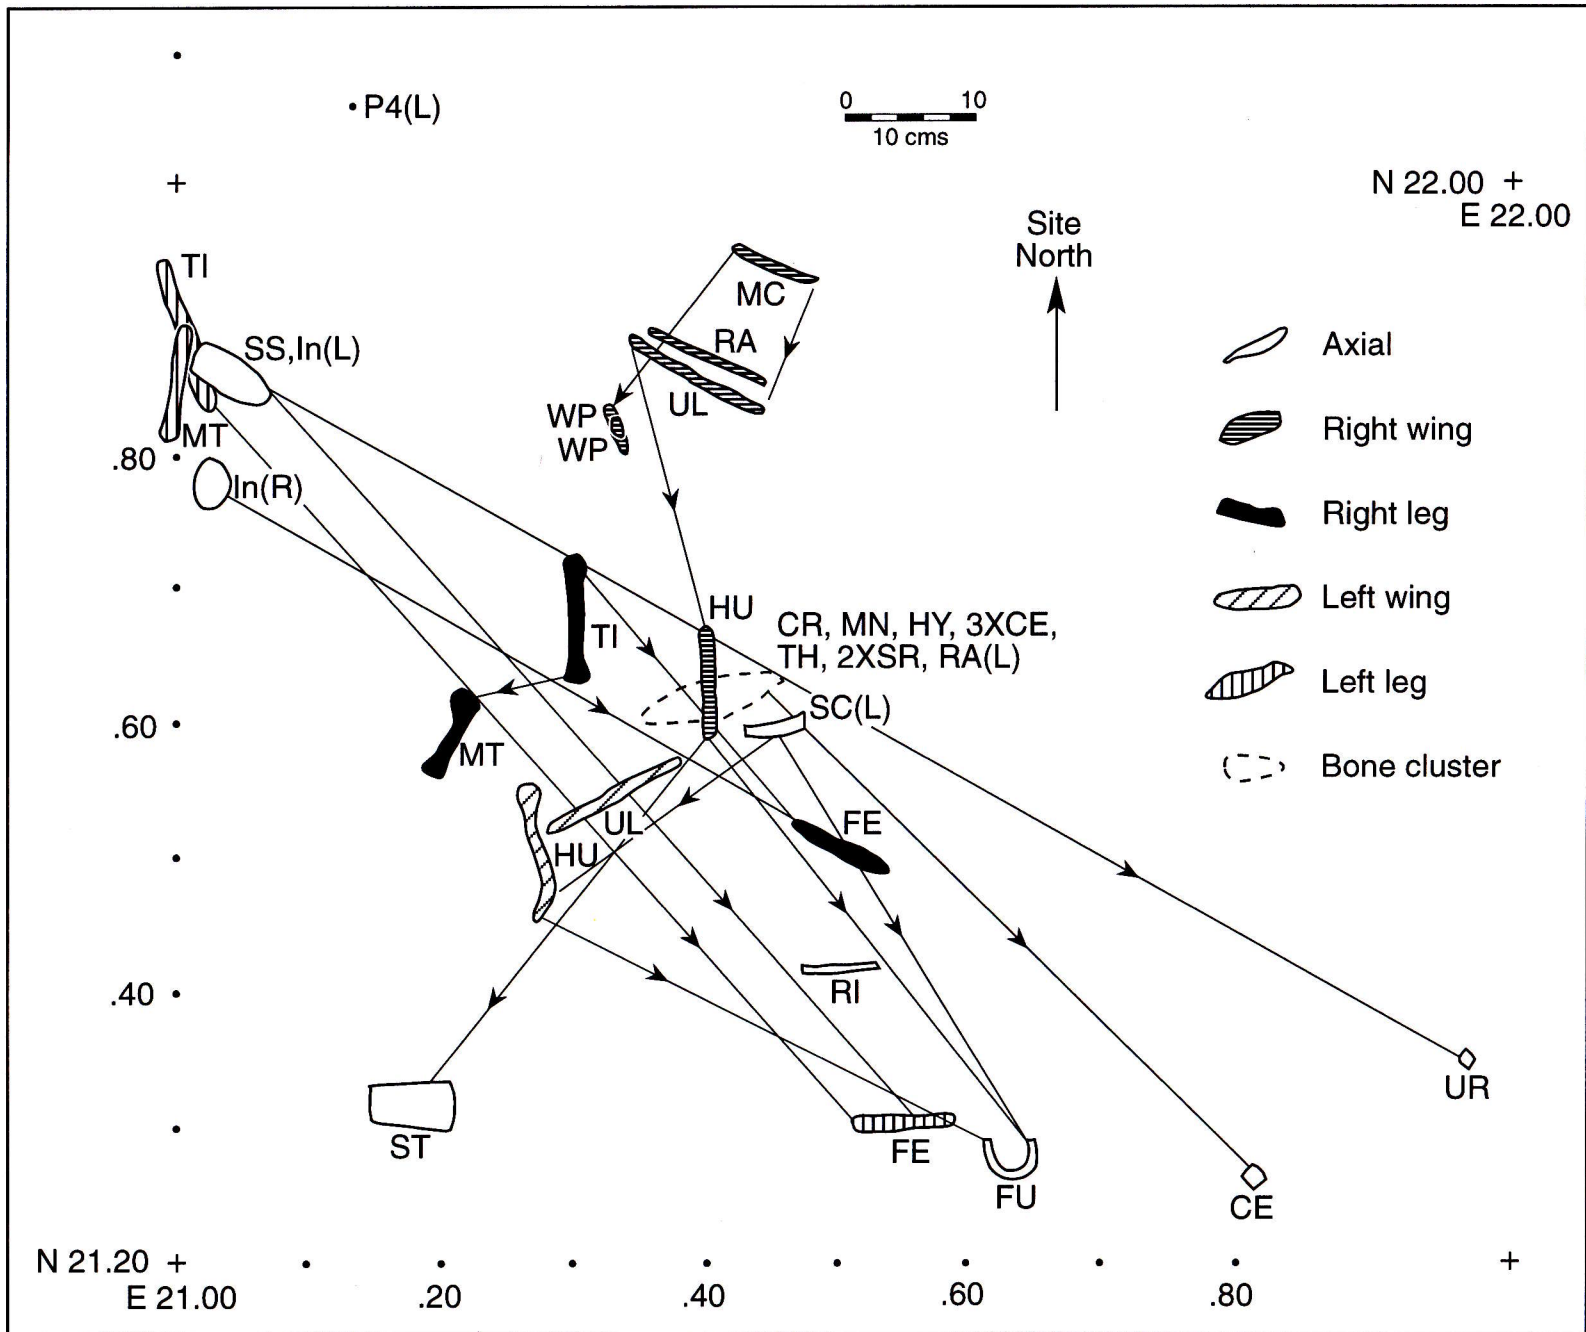 P4(L)
0 10
10 cms
N 22.00
E 22.00
Site
North
TI
MC
SS,In(L)
RA
Axial
WP
UL
Right wing
MT
WP
.80
In(R)
Right leg
HU
Left wing
CR, MN, HY, 3XCE,
TH, 2XSR, RA(L)
TI
Left leg
SC(L)
.60
MT
Bone cluster
UL
FE
HU
.40
RI
UR
ST
FE
FU
CE
N 21.20
E 21.00
.20
.40
.60
.80